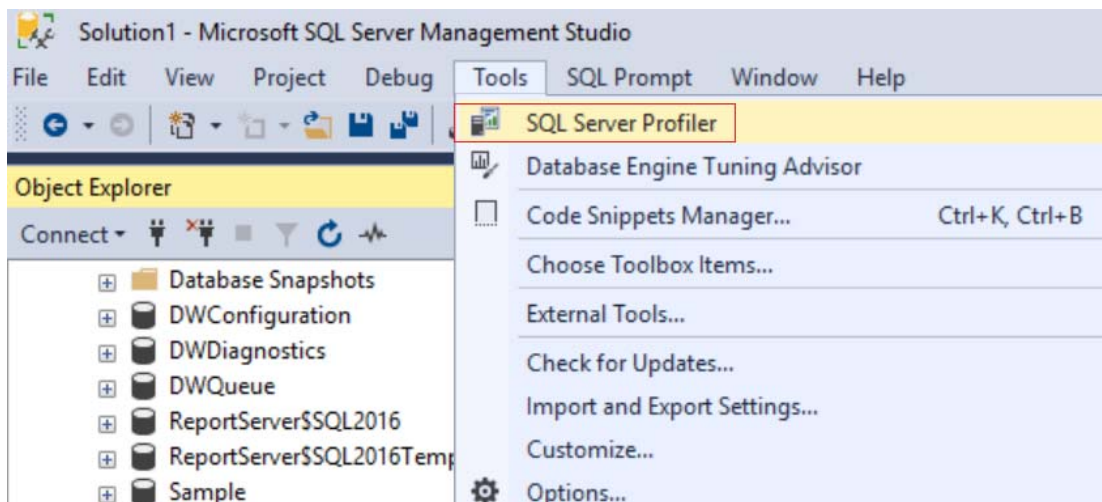 Solution1 - Microsoft SQL Server Management Studio
File Edit View Project Debug Tools SQL Prompt Window Help
SQL Server Profiler
Database Engine Tuning Advisor
Code Snippets Manager... Ctrl+K, Ctrl+B
Choose Toolbox Items...
External Tools...
Check for Updates...
Import and Export Settings...
Customize...
Options...
Object Explorer
Connect
Database Snapshots
DWConfiguration
DWDiagnostics
DWQueue
ReportServer$SQL2016
ReportServer$SQL2016Temp
Sample